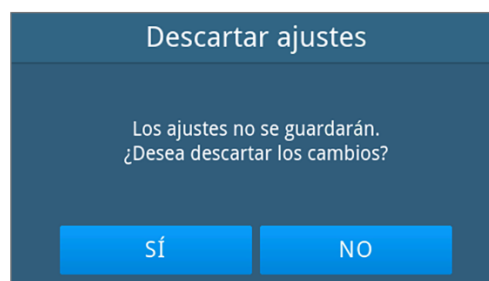 Descartar ajustes
Los ajustes no se guardarán.
¿Desea descartar los cambios?
SÍ
NO